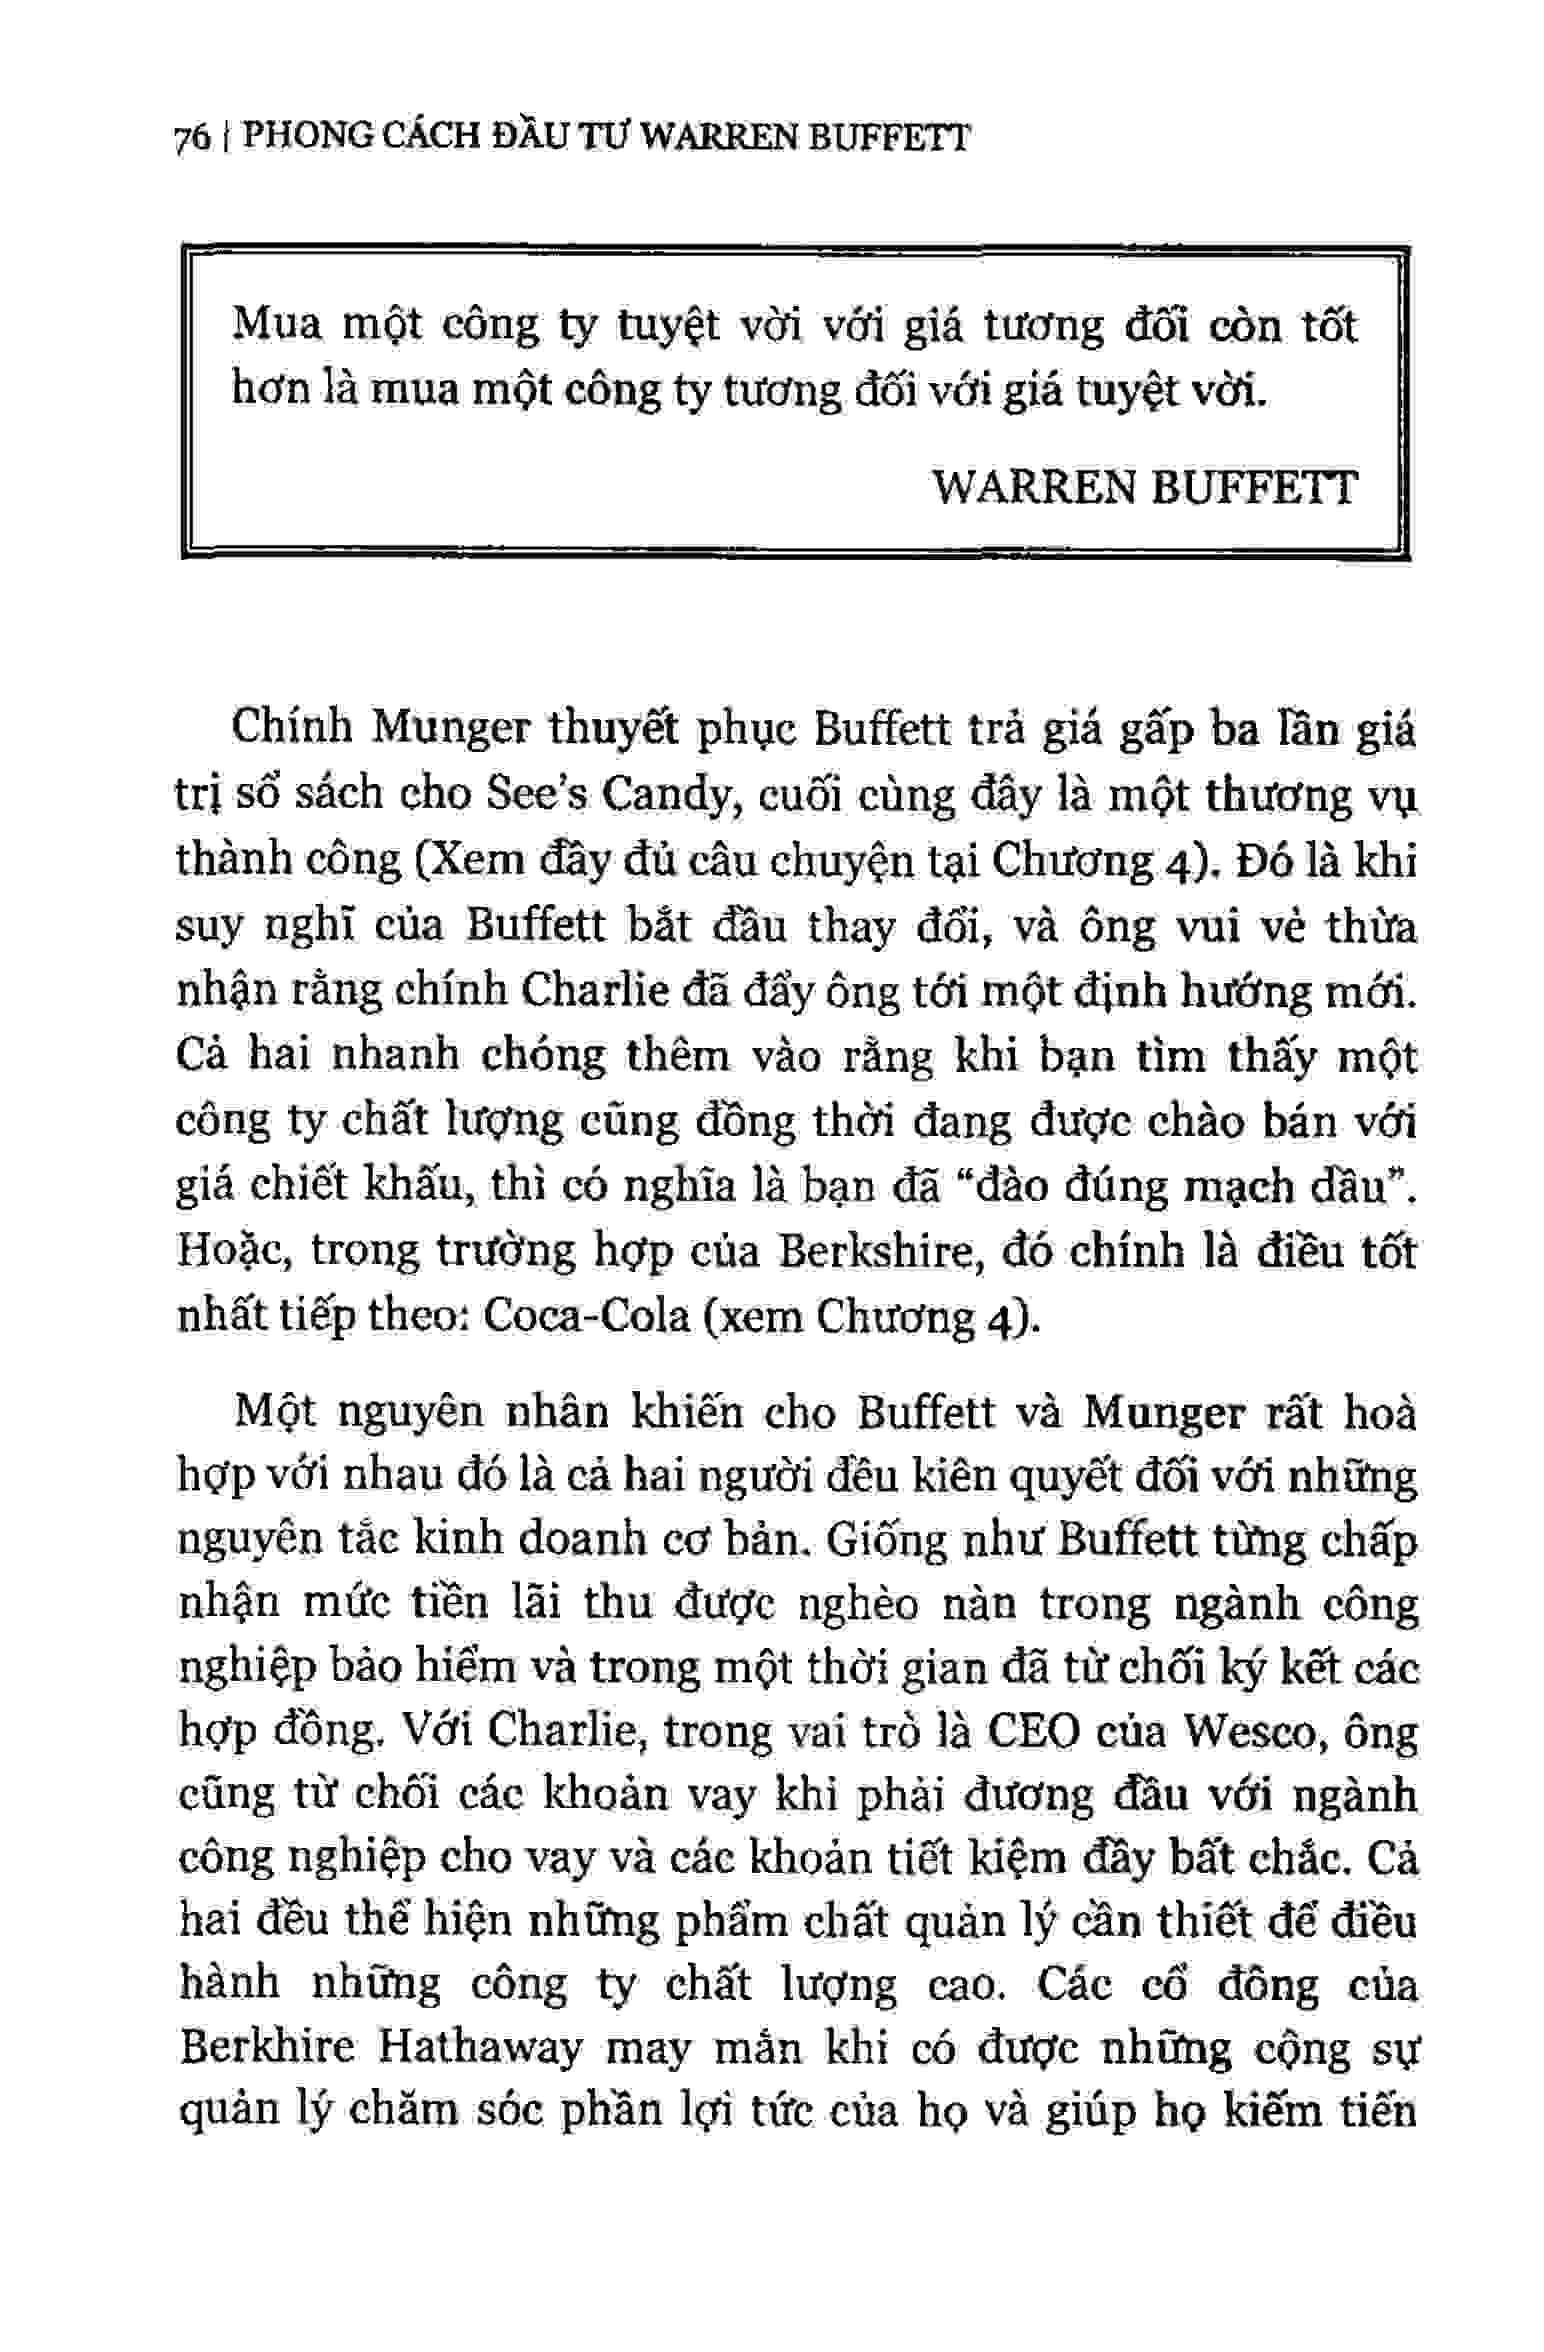 76 | PHONG CÁCH ĐẦU TƯ WARREN BUFFETT
Mua một công ty tuyệt vời với giá tương đối còn tốt
hơn là mua một công ty tương đối với giá tuyệt vời.
WARREN BUFFETT
Chính Munger thuyết phục Buffett trả giá gấp ba lần giá
trị sổ sách cho See's Candy, cuối cùng đây là một thương vụ
thành công (Xem đầy đủ câu chuyện tại Chương 4). Đó là khi
suy nghĩ của Buffett bắt đầu thay đổi, và ông vui vẻ thừa
nhận rằng chính Charlie đã đẩy ông tới một định hướng mới.
Cả hai nhanh chóng thêm vào rằng khi bạn tìm thấy một
công ty chất lượng cũng đồng thời đang được chào bán với
giá chiết khấu, thì có nghĩa là bạn đã “đào đúng mạch dầu”.
Hoặc, trong trường hợp của Berkshire, đó chính là điều tốt
nhất tiếp theo: Coca-Cola (xem Chương 4).
Một nguyên nhân khiến cho Buffett và Munger rất hoà
hợp với nhau đó là cả hai người đều kiên quyết đối với những
nguyên tắc kinh doanh cơ bản. Giống như Buffett từng chấp
nhận mức tiền lãi thu được nghèo nàn trong ngành công
nghiệp bảo hiểm và trong một thời gian đã từ chối ký kết các
hợp đồng. Với Charlie, trong vai trò là CEO của Wesco, ông
cũng từ chối các khoản vay khi phải đương đầu với ngành
công nghiệp cho vay và các khoản tiết kiệm đầy bất chắc. Cả
hai đều thể hiện những phẩm chất quản lý cần thiết để điều
hành những công ty chất lượng cao. Các cổ đông của
Berkhire Hathaway may mắn khi có được những cộng sự
quản lý chăm sóc phần lợi tức của họ và giúp họ kiếm tiến